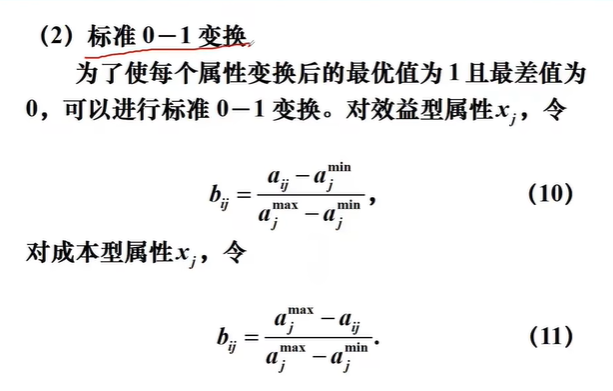 （2）标准 0－1 变换
为了使每个属性变换后的最优值为 1 且最差值为
0，可以进行标准 0－1 变换。对效益型属性 $x_j$，令
$b_{ij} = \dfrac{a_{ij} - a_j^{\min}}{a_j^{\max} - a_j^{\min}}$， (10)
对成本型属性 $x_j$，令
$b_{ij} = \dfrac{a_j^{\max} - a_{ij}}{a_j^{\max} - a_j^{\min}}$. (11)